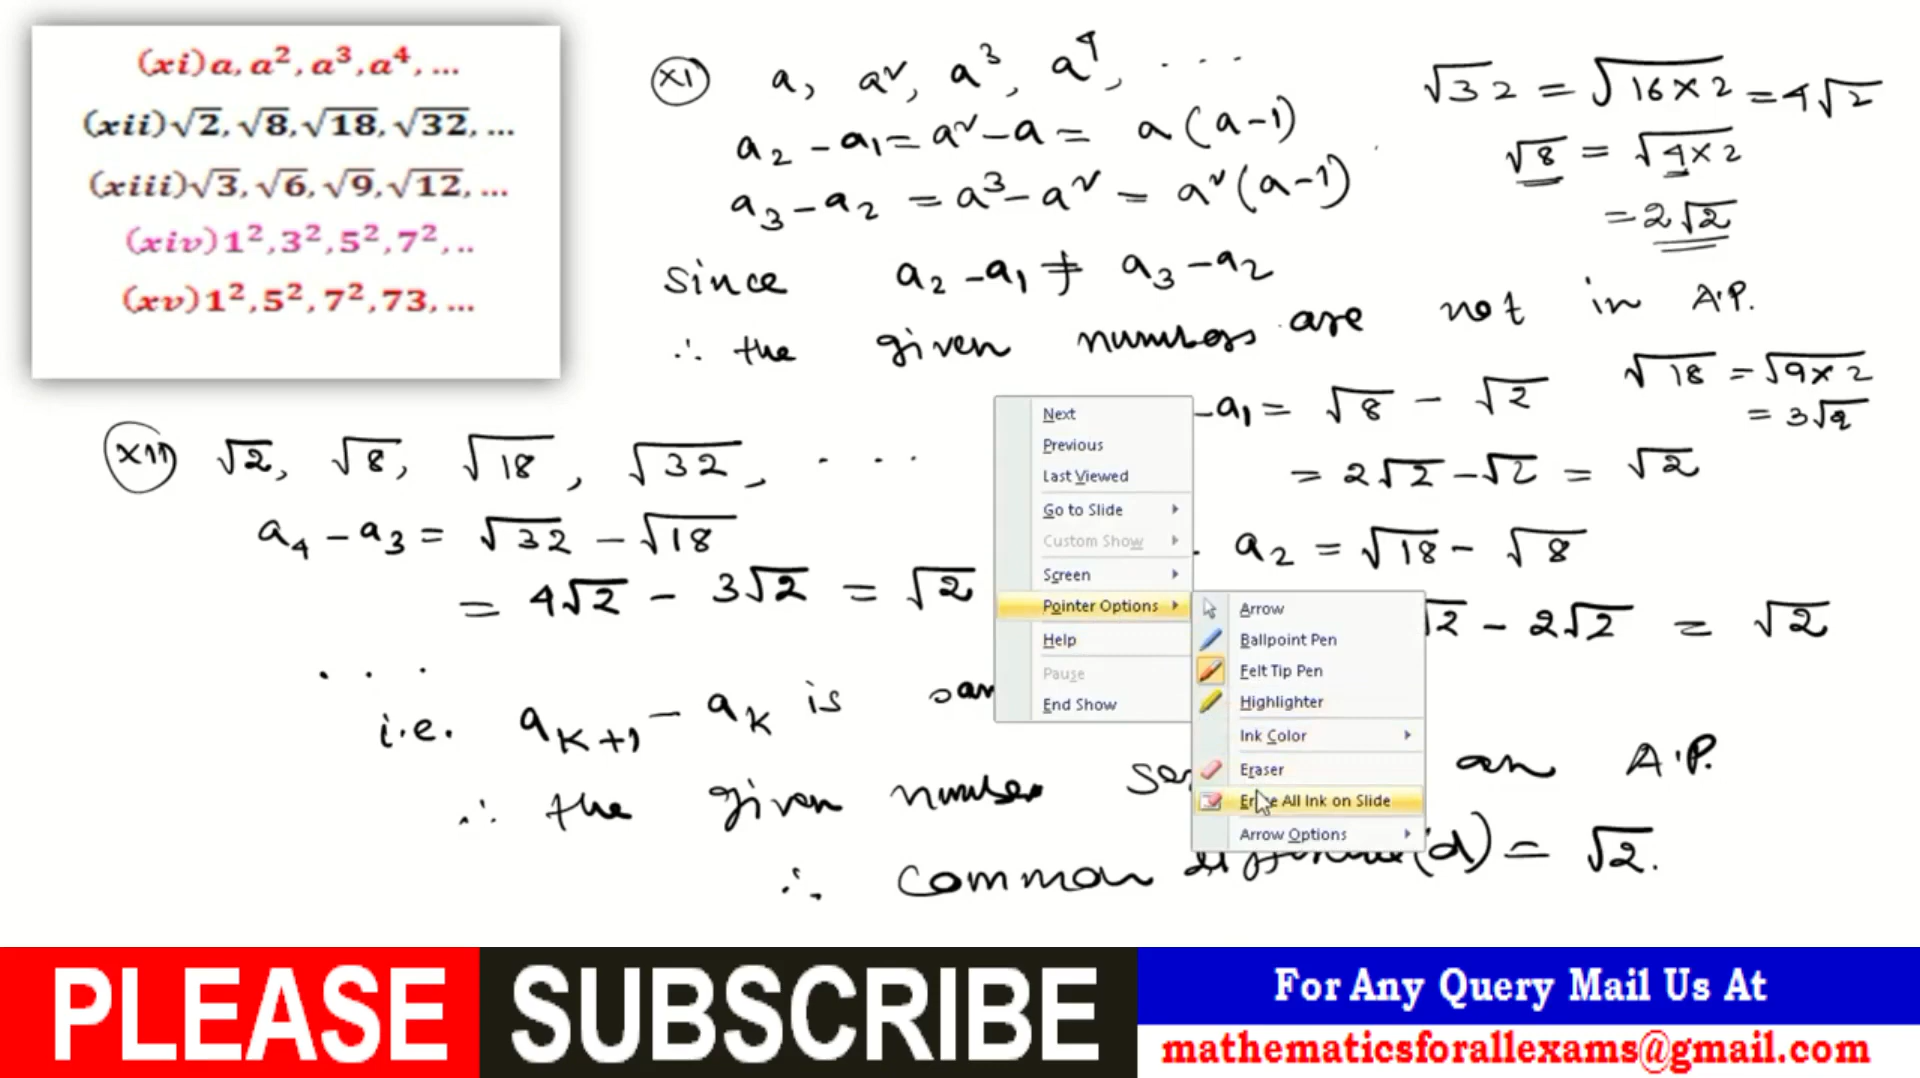 (xi) a, a², a³, a⁴, ...
(xii) √2, √8, √18, √32, ...
(xiii) √3, √6, √9, √12, ...
(xiv) 1², 3², 5², 7², ..
(xv) 1², 5², 7², 73, ...
(XI) a, a², a³, a⁴, ...
a₂ - a₁ = a² - a = a(a-1)
a₃ - a₂ = a³ - a² = a²(a-1)
Since a₂ - a₁ ≠ a₃ - a₂
∴ the given numbers are not in A.P.
√32 = √16×2 = 4√2
√8 = √4×2
= 2√2
√18 = √9×2
= 3√2
(XII) √2, √8, √18, √32, ...
a₄ - a₃ = √32 - √18
= 4√2 - 3√2 = √2
- a₁ = √8 - √2
= 2√2 - √2 = √2
a₂ = √18 - √8
- 2√2 = √2
...
i.e. aₖ₊₁ - aₖ is
∴ the given number an A.P.
∴ common (d) = √2.
Next
Previous
Last Viewed
Go to Slide
Custom Show
Screen
Pointer Options
Help
Pause
End Show
Arrow
Ballpoint Pen
Felt Tip Pen
Highlighter
Ink Color
Eraser
Erase All Ink on Slide
Arrow Options
PLEASE SUBSCRIBE
For Any Query Mail Us At
mathematicsforallexams@gmail.com